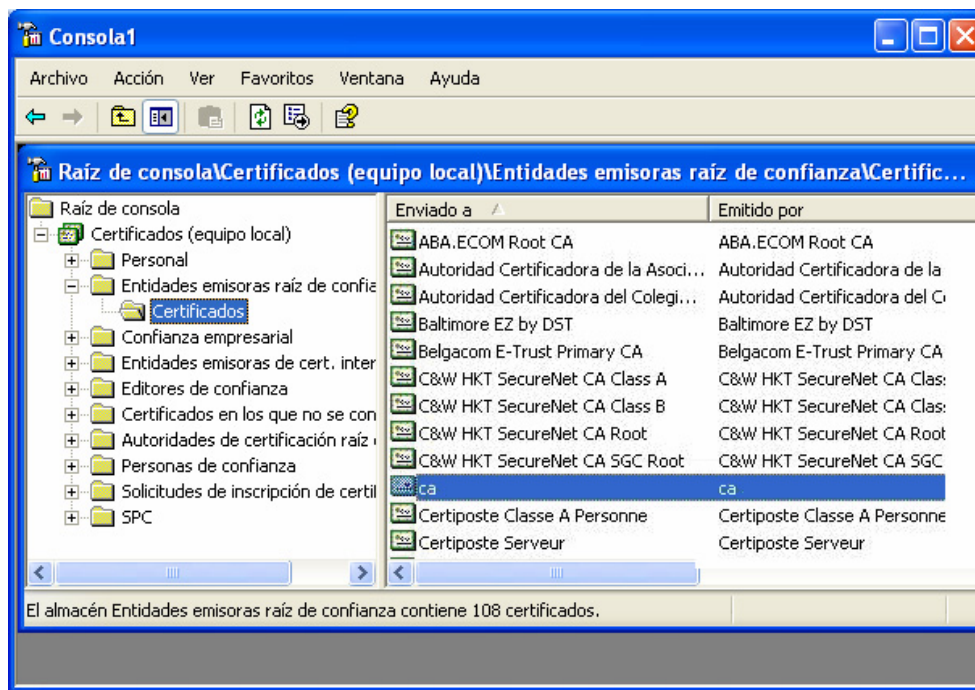 Consola1
Archivo Acción Ver Favoritos Ventana Ayuda
Raíz de consola\Certificados (equipo local)\Entidades emisoras raíz de confianza\Certific...
Raíz de consola
Certificados (equipo local)
Personal
Entidades emisoras raíz de confia
Certificados
Confianza empresarial
Entidades emisoras de cert. inter
Editores de confianza
Certificados en los que no se con
Autoridades de certificación raíz
Personas de confianza
Solicitudes de inscripción de certil
SPC
Enviado a Emitido por
ABA.ECOM Root CA ABA.ECOM Root CA
Autoridad Certificadora de la Asoci... Autoridad Certificadora de la
Autoridad Certificadora del Colegi... Autoridad Certificadora del C
Baltimore EZ by DST Baltimore EZ by DST
Belgacom E-Trust Primary CA Belgacom E-Trust Primary CA
C&W HKT SecureNet CA Class A C&W HKT SecureNet CA Clas
C&W HKT SecureNet CA Class B C&W HKT SecureNet CA Clas
C&W HKT SecureNet CA Root C&W HKT SecureNet CA Root
C&W HKT SecureNet CA SGC Root C&W HKT SecureNet CA SGC
ca ca
Certiposte Classe A Personne Certiposte Classe A Personne
Certiposte Serveur Certiposte Serveur
El almacén Entidades emisoras raíz de confianza contiene 108 certificados.